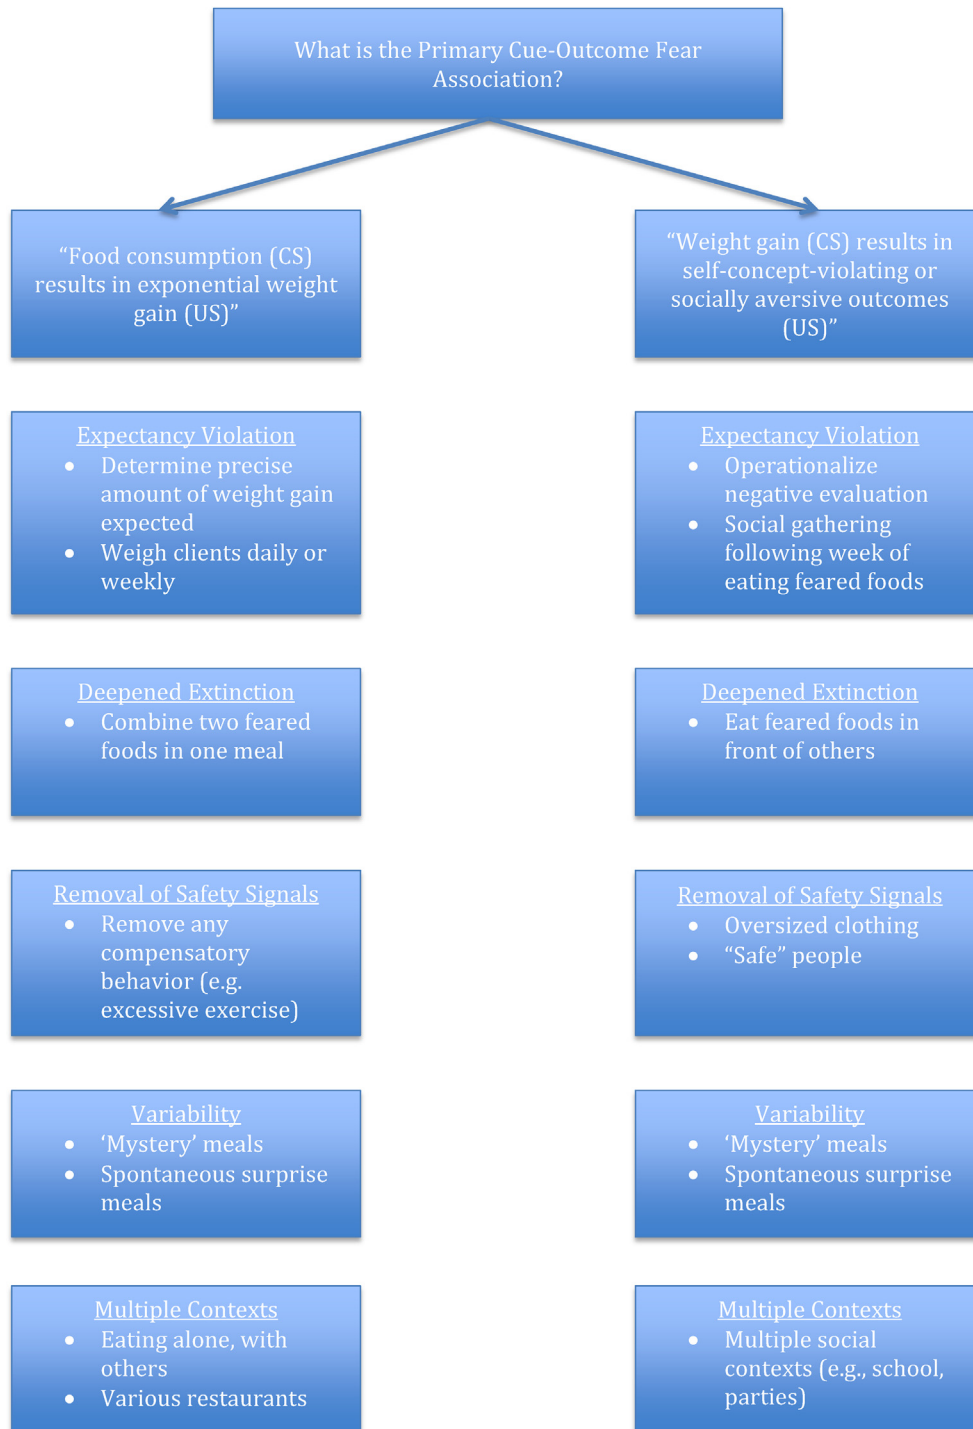 What is the Primary Cue-Outcome Fear
Association?
“Food consumption (CS)
results in exponential weight
gain (US)”
“Weight gain (CS) results in
self-concept-violating or
socially aversive outcomes
(US)”
Expectancy Violation
• Determine precise
amount of weight gain
expected
• Weigh clients daily or
weekly
Expectancy Violation
• Operationalize
negative evaluation
• Social gathering
following week of
eating feared foods
Deepened Extinction
• Combine two feared
foods in one meal
Deepened Extinction
• Eat feared foods in
front of others
Removal of Safety Signals
• Remove any
compensatory
behavior (e.g.
excessive exercise)
Removal of Safety Signals
• Oversized clothing
• “Safe” people
Variability
• ‘Mystery’ meals
• Spontaneous surprise
meals
Variability
• ‘Mystery’ meals
• Spontaneous surprise
meals
Multiple Contexts
• Eating alone, with
others
• Various restaurants
Multiple Contexts
• Multiple social
contexts (e.g., school,
parties)